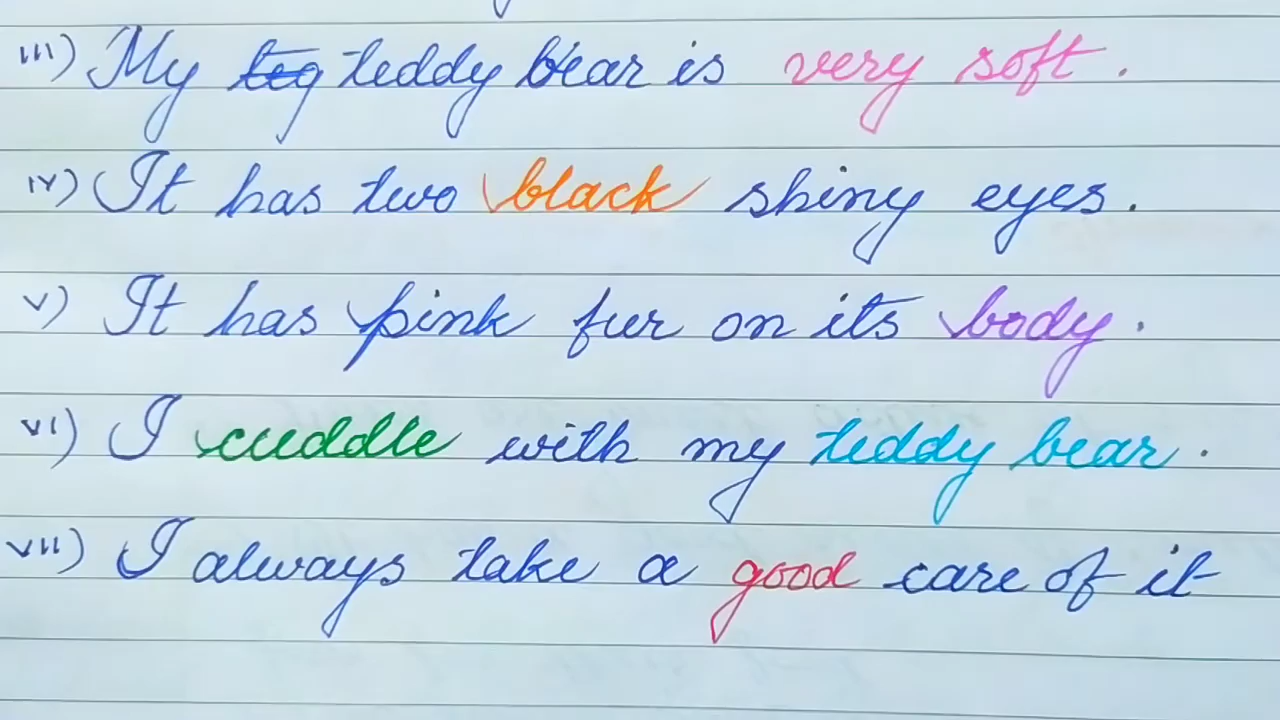 III) My teg teddy bear is very soft.
IV) It has two black shiny eyes.
V) It has pink fur on its body.
VI) I cuddle with my teddy bear.
VII) I always take a good care of it